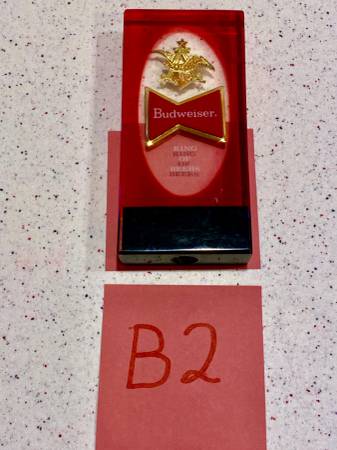 Budweiser®
KING
OF
BEERS
B2